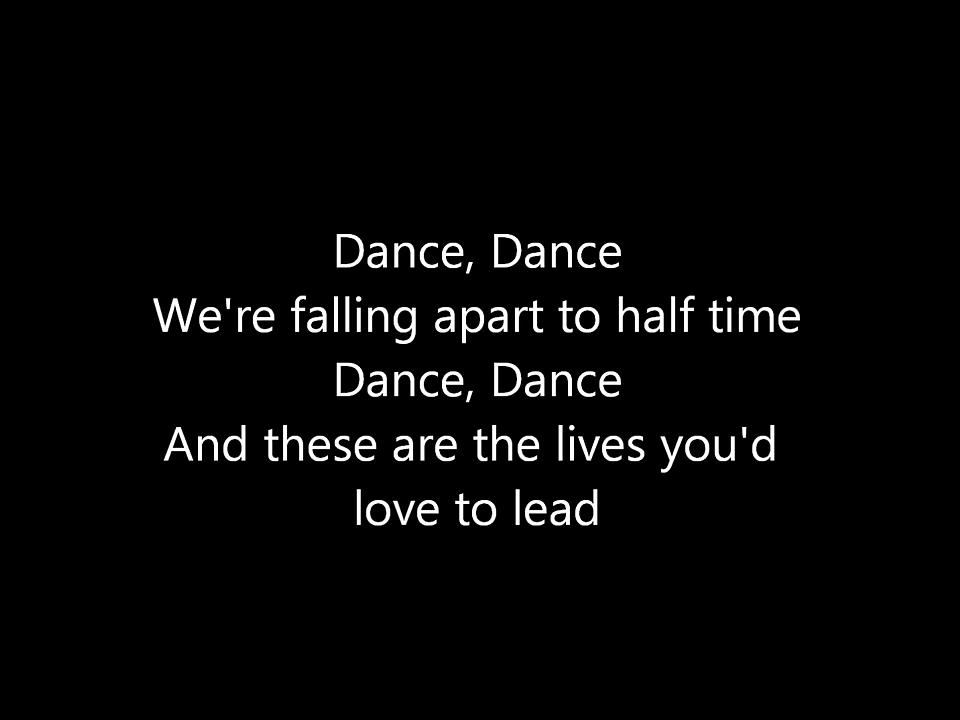 Dance, Dance
We're falling apart to half time
Dance, Dance
And these are the lives you'd
love to lead